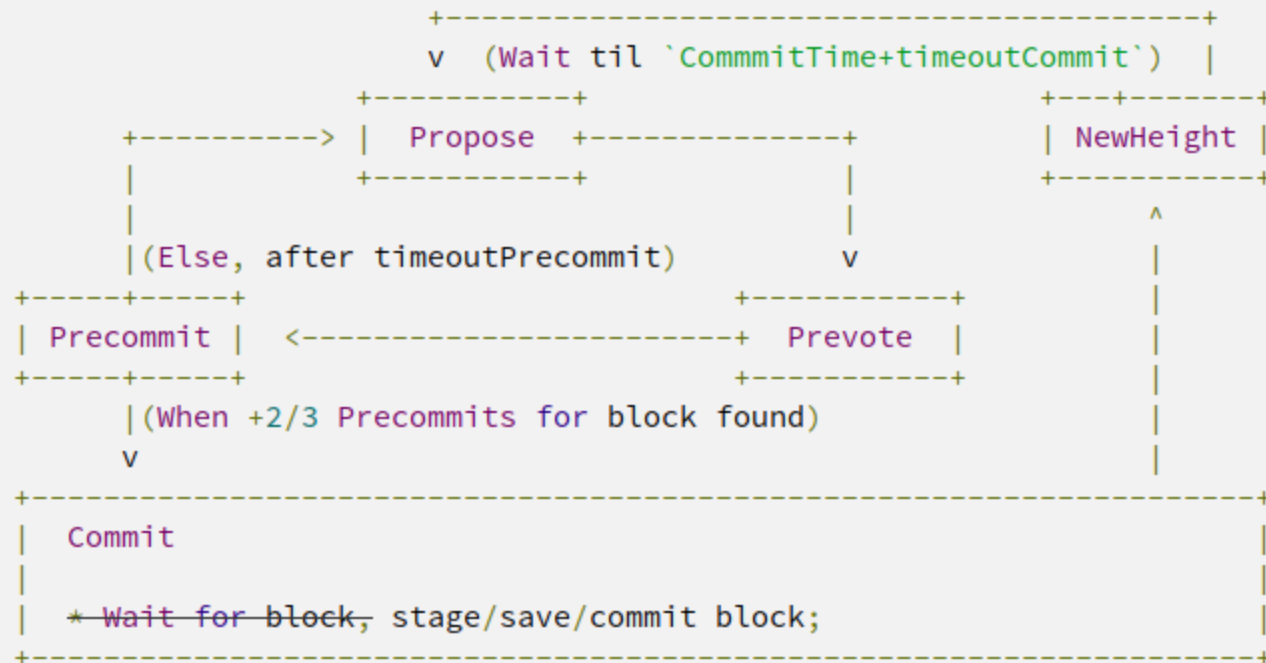 +------------------------------------------+
v  (Wait til `CommmitTime+timeoutCommit`)  |
+-----------+                         +---+-------+
+----------> |  Propose  +--------------+          | NewHeight |
|            +-----------+              |          +-----------+
|                                       |                ^
|(Else, after timeoutPrecommit)         v                |
+-----+-----+                           +-----------+            |
| Precommit |  <------------------------+  Prevote  |            |
+-----+-----+                           +-----------+            |
|(When +2/3 Precommits for block found)                  |
v                                                        |
+---------------------------------------------------------------------+
|  Commit                                                             |
|                                                                     |
|  * Wait for block, stage/save/commit block;                         |
+---------------------------------------------------------------------+